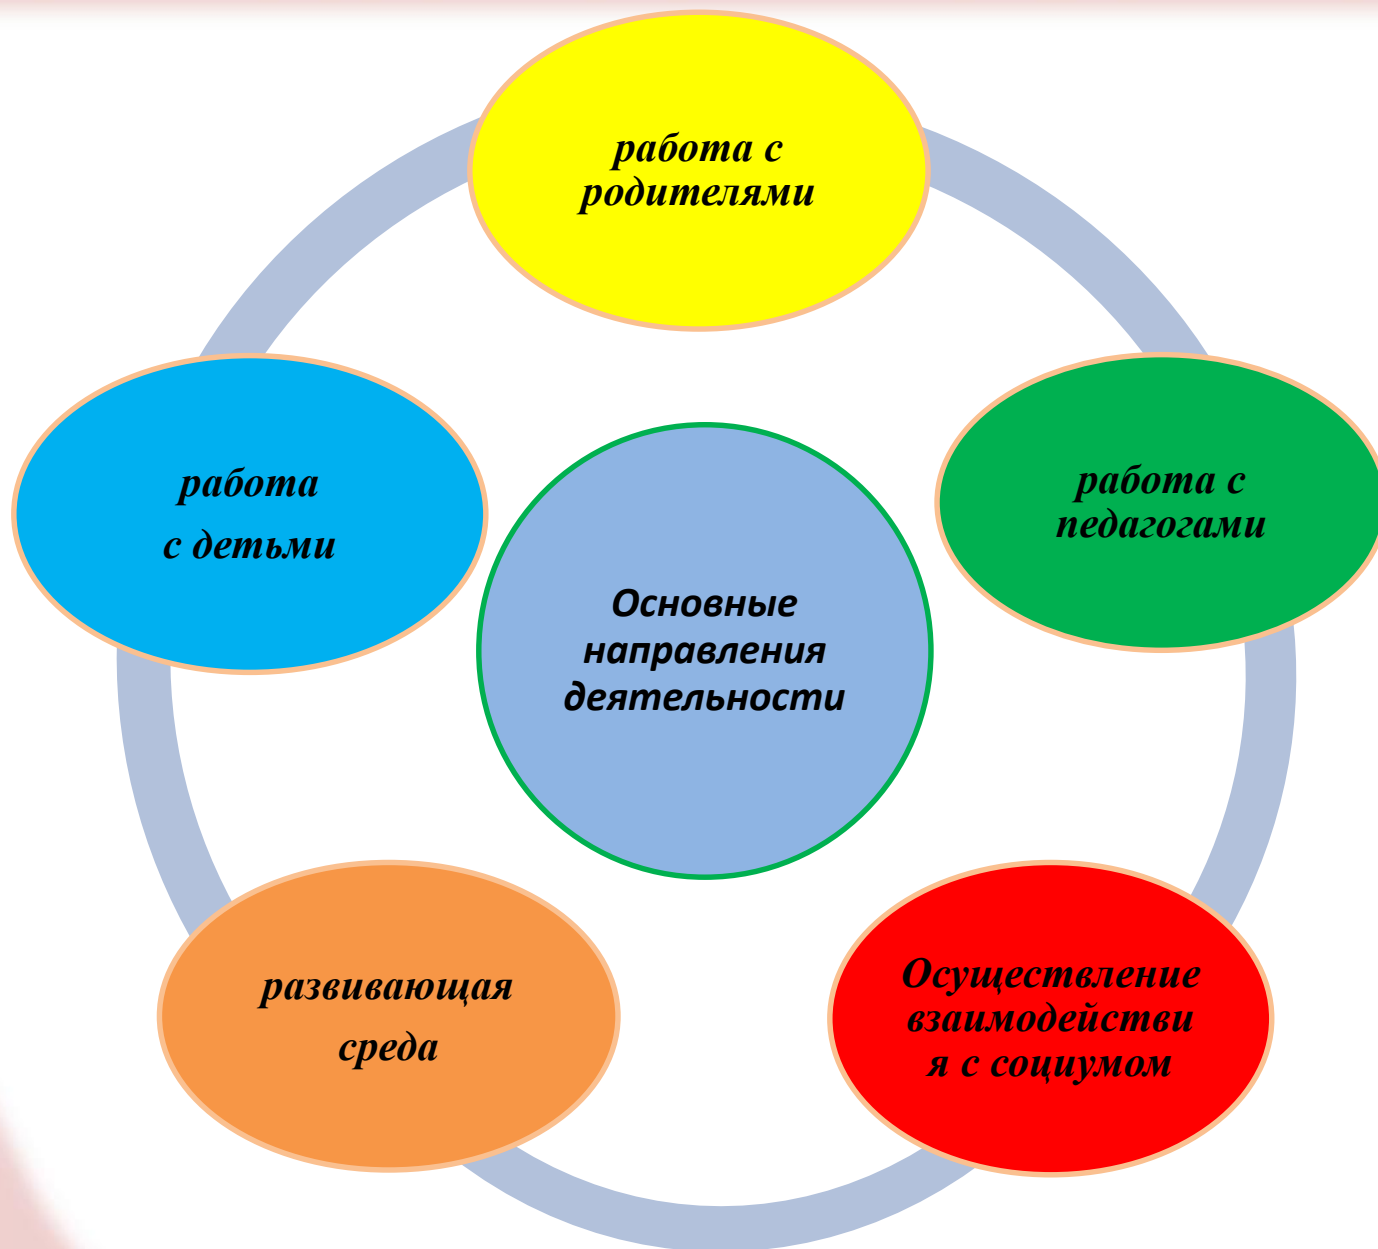 работа с
родителями
работа с
педагогами
работа
с детьми
Основные
направления
деятельности
развивающая
среда
Осуществление
взаимодействи
я с социумом